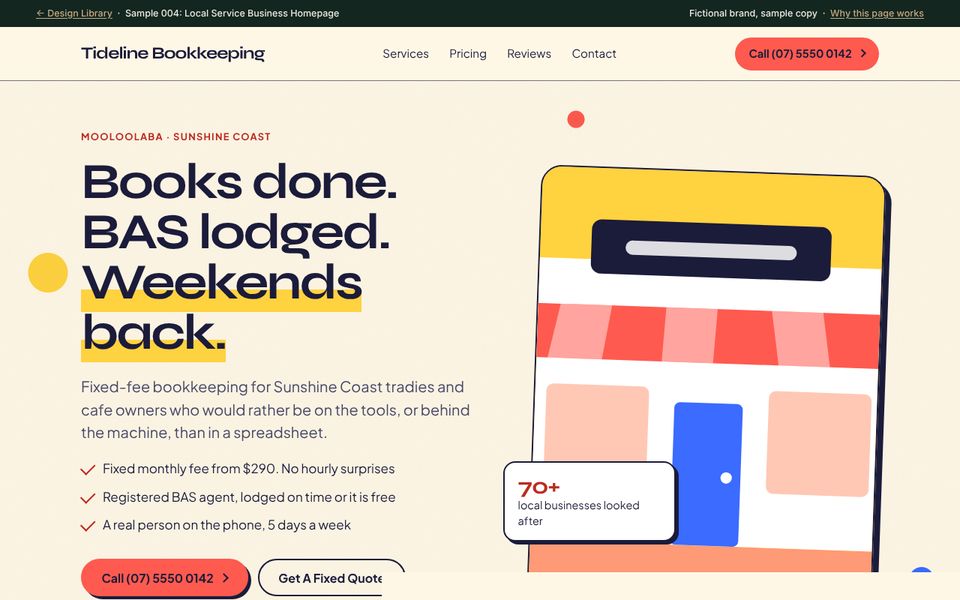 ← Design Library · Sample 004: Local Service Business Homepage
Fictional brand, sample copy · Why this page works
Tideline Bookkeeping
Services
Pricing
Reviews
Contact
Call (07) 5550 0142
MOOLOOLABA · SUNSHINE COAST
Books done.
BAS lodged.
Weekends
back.
Fixed-fee bookkeeping for Sunshine Coast tradies and
cafe owners who would rather be on the tools, or behind
the machine, than in a spreadsheet.
Fixed monthly fee from $290. No hourly surprises
Registered BAS agent, lodged on time or it is free
A real person on the phone, 5 days a week
Call (07) 5550 0142
Get A Fixed Quote
70+
local businesses looked
after